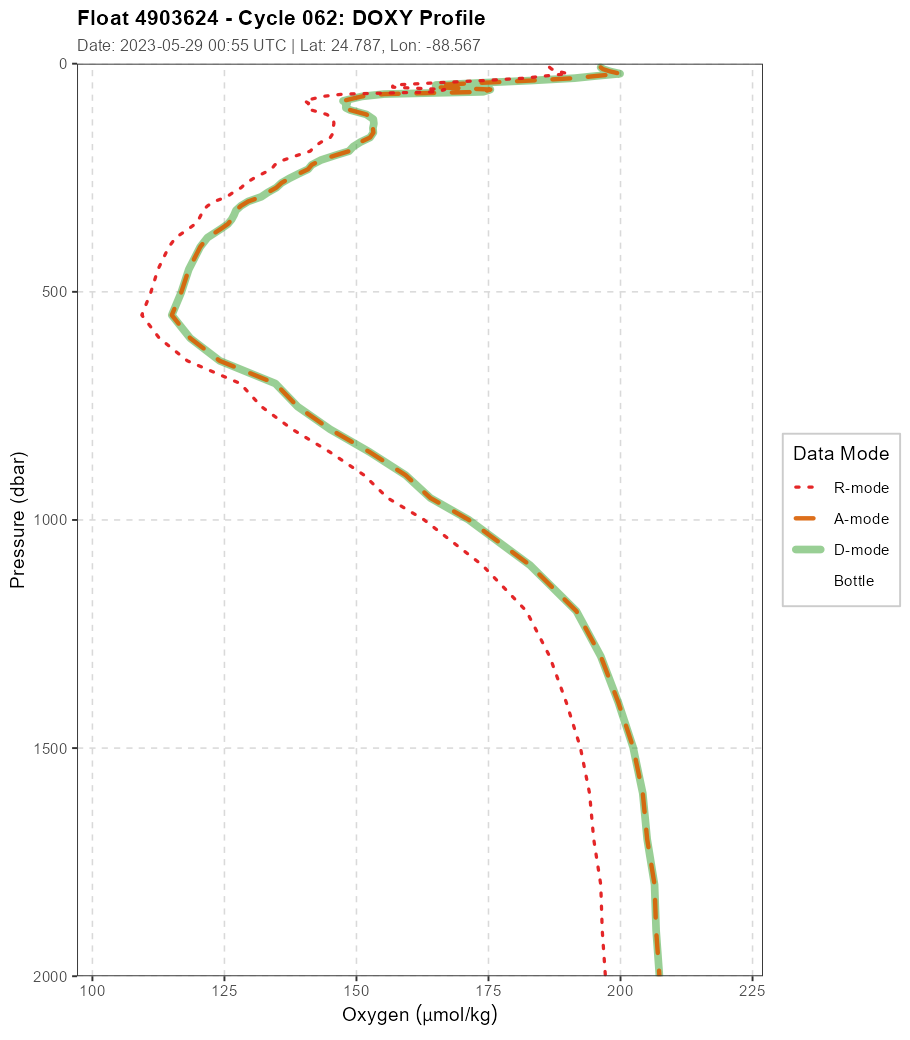 Float 4903624 - Cycle 062: DOXY Profile
Date: 2023-05-29 00:55 UTC | Lat: 24.787, Lon: -88.567
0
500
1000
1500
2000
Pressure (dbar)
100 125 150 175 200 225
Oxygen (μmol/kg)
Data Mode
R-mode
A-mode
D-mode
Bottle